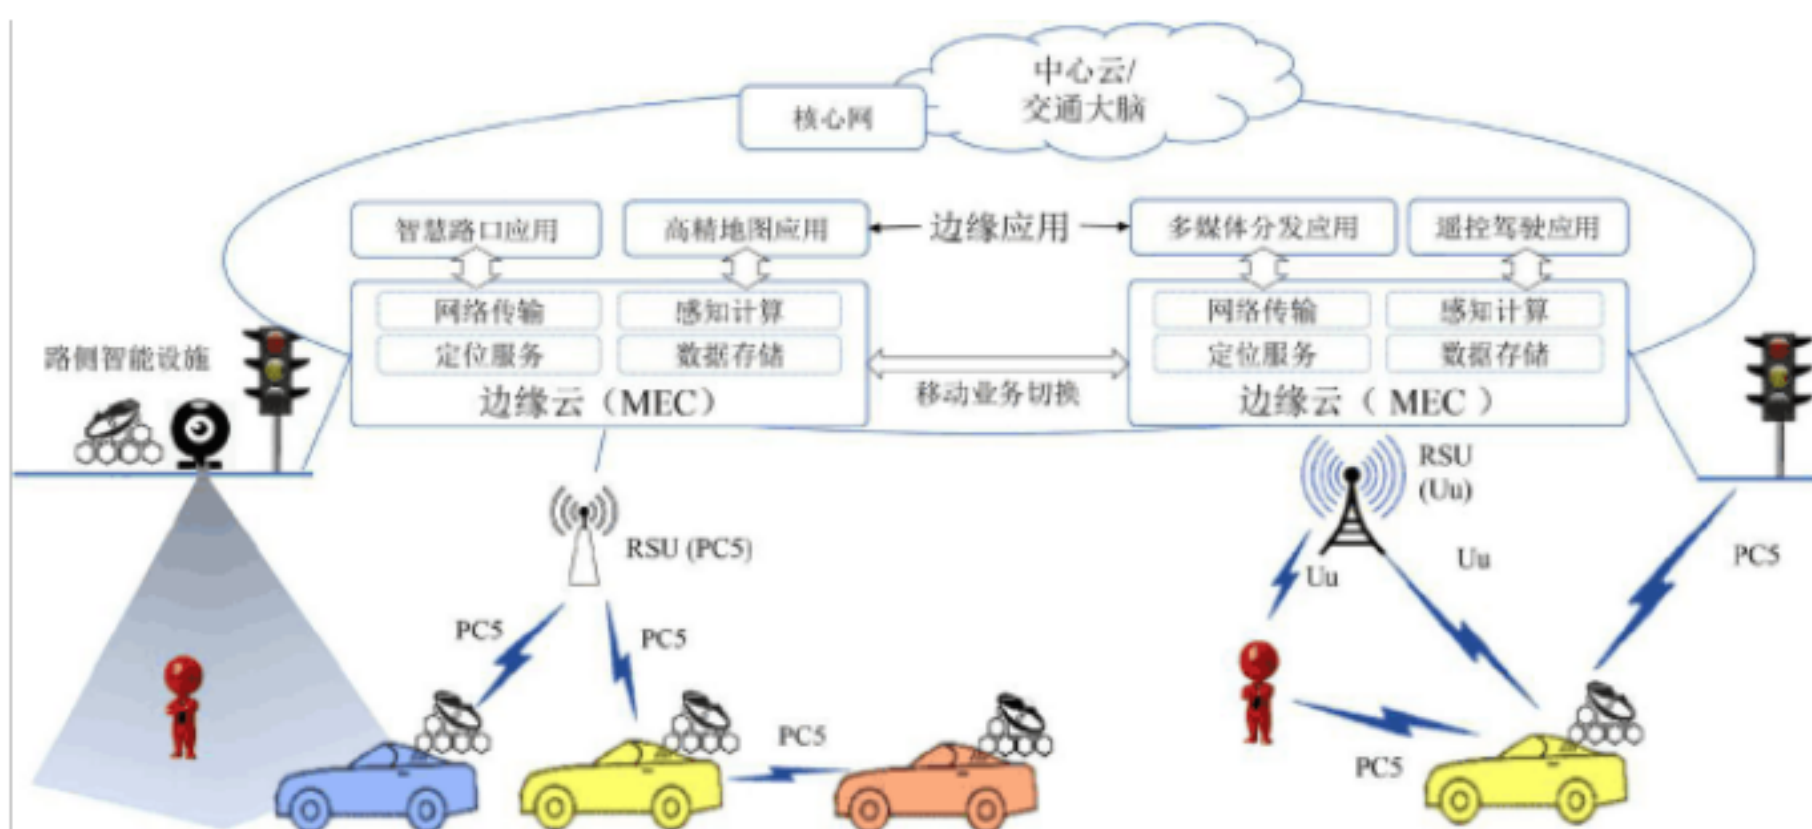 中心云/
交通大脑
核心网
智慧路口应用
高精地图应用
边缘应用
多媒体分发应用
遥控驾驶应用
网络传输
感知计算
定位服务
数据存储
边缘云（MEC）
移动业务切换
网络传输
感知计算
定位服务
数据存储
边缘云（ MEC ）
路侧智能设施
RSU (PC5)
RSU
(Uu)
Uu
Uu
PC5
PC5
PC5
PC5
PC5